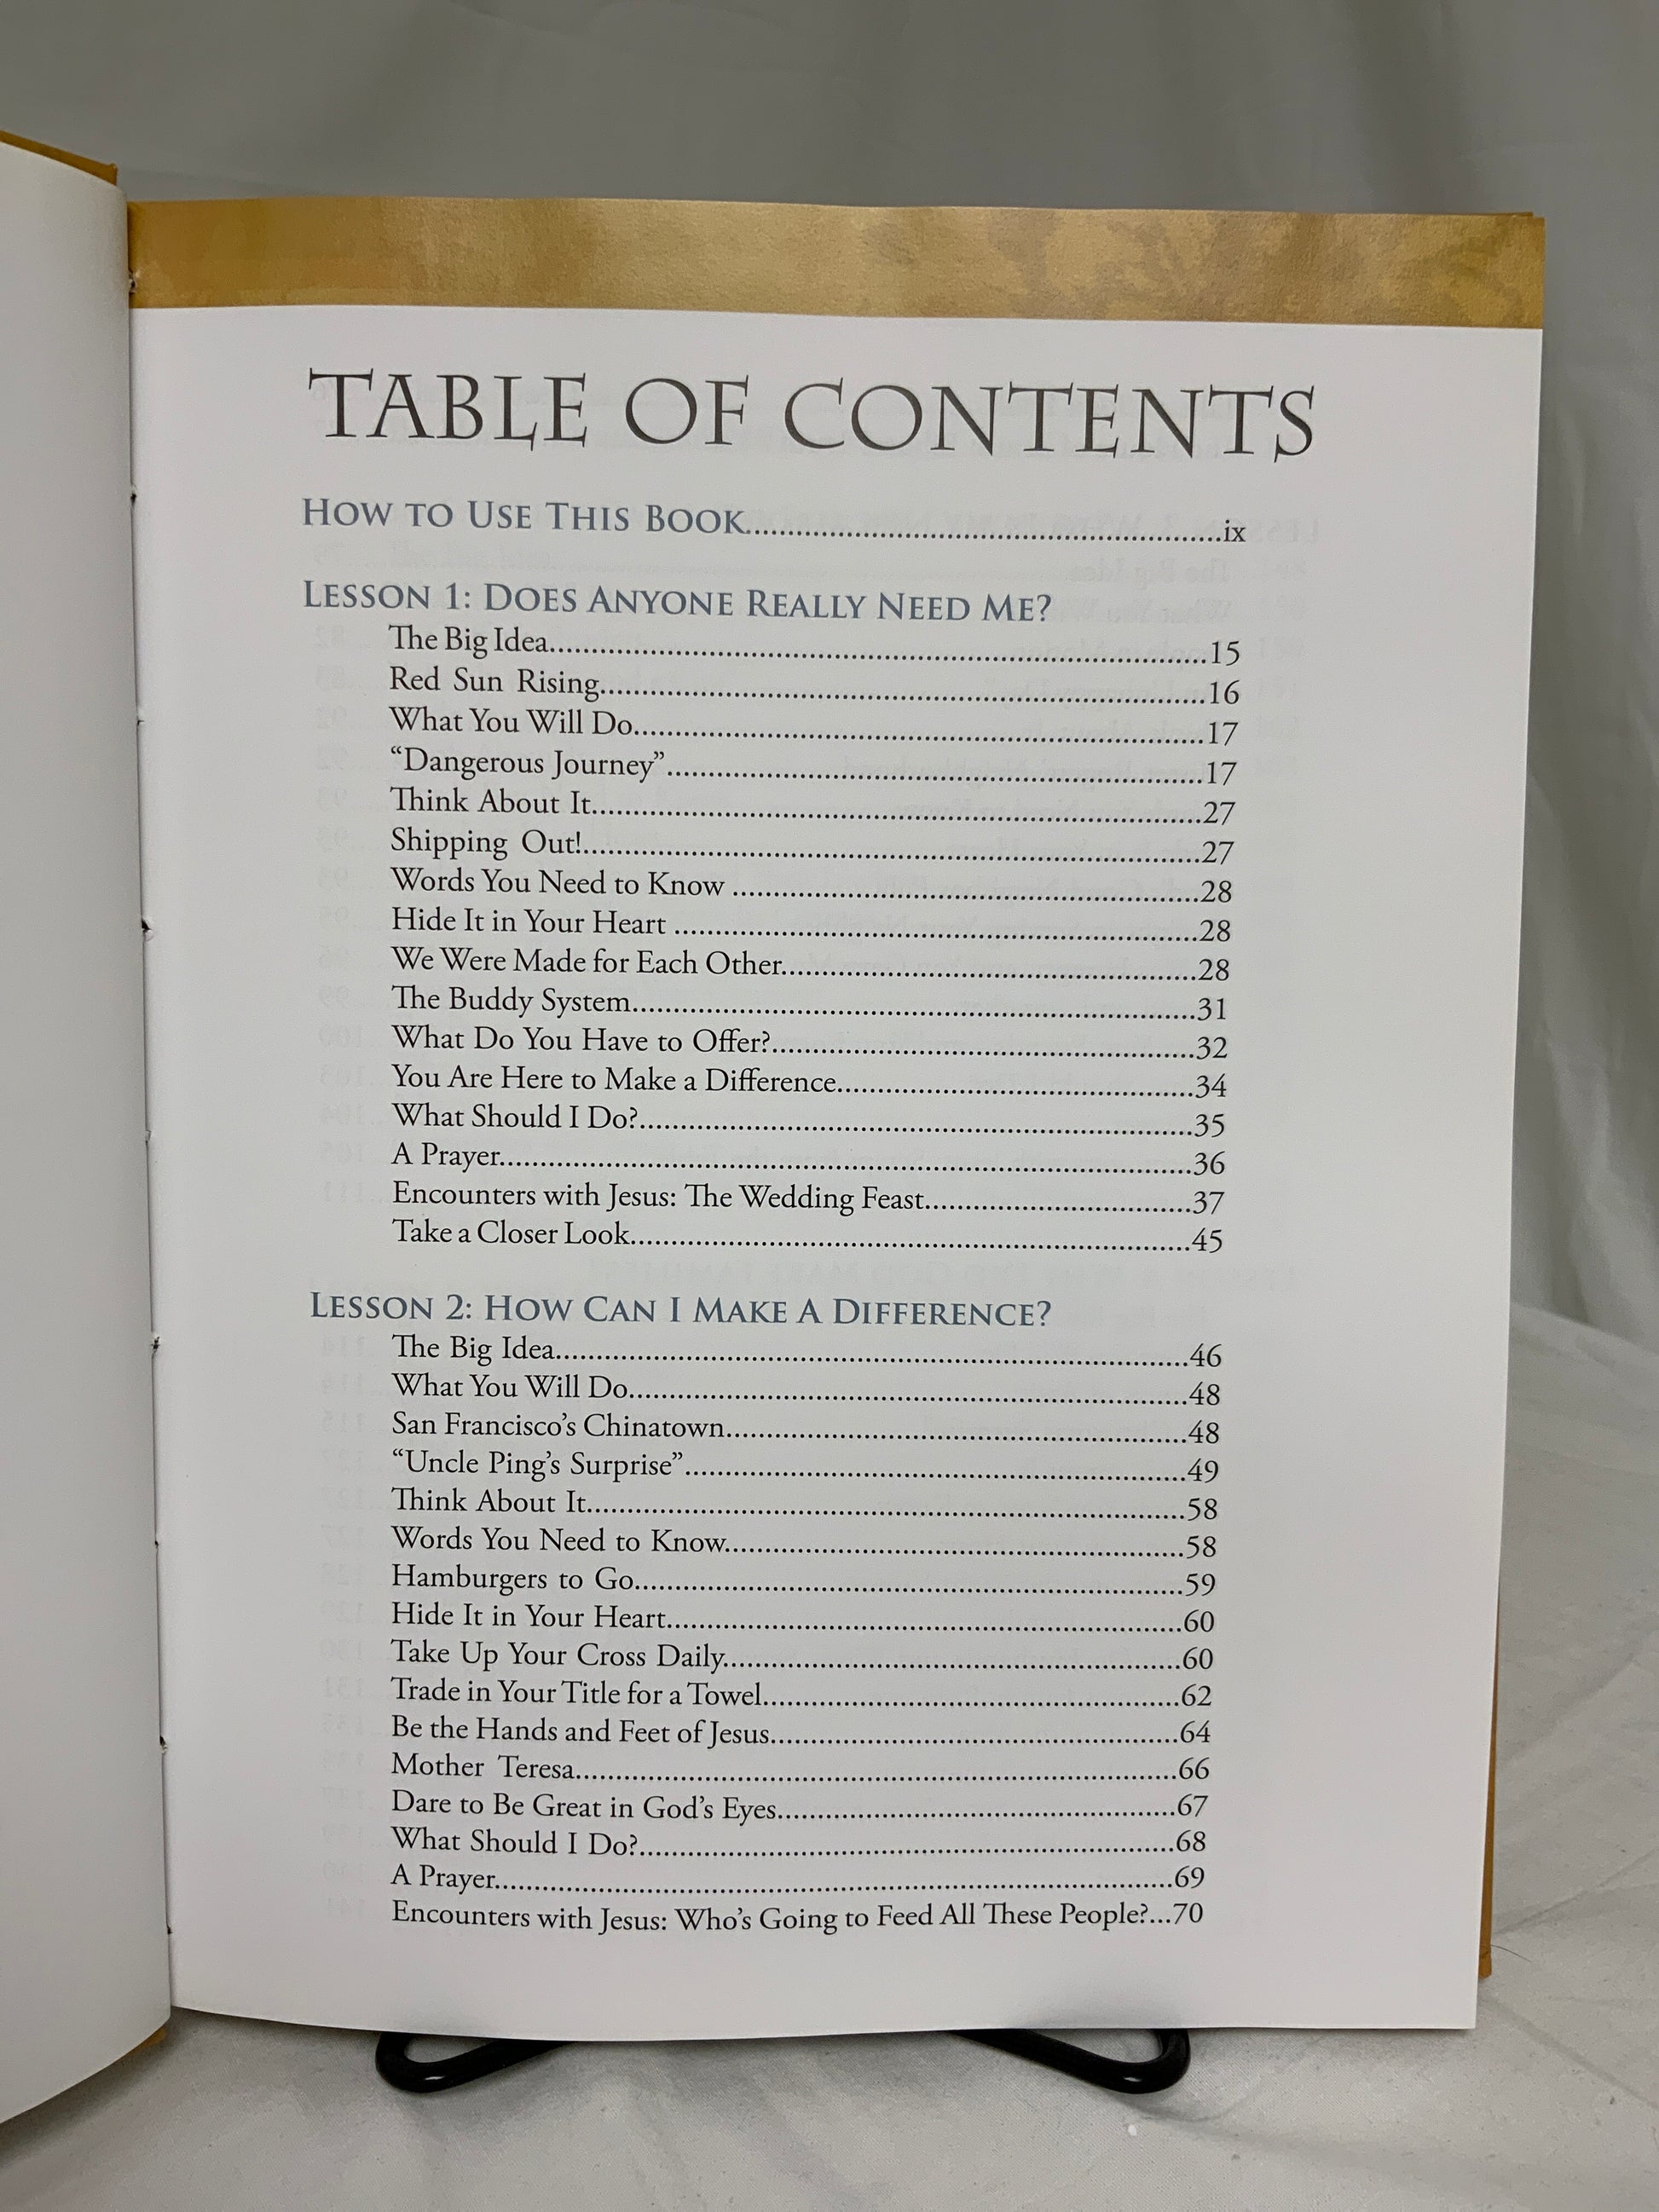 TABLE OF CONTENTS
HOW TO USE THIS BOOK..........................................................ix
LESSON 1: DOES ANYONE REALLY NEED ME?
The Big Idea................................................................................15
Red Sun Rising..........................................................................16
What You Will Do......................................................................17
“Dangerous Journey”..................................................................17
Think About It...........................................................................27
Shipping Out!............................................................................27
Words You Need to Know .........................................................28
Hide It in Your Heart ................................................................28
We Were Made for Each Other...................................................28
The Buddy System.....................................................................31
What Do You Have to Offer?....................................................32
You Are Here to Make a Difference............................................34
What Should I Do?....................................................................35
A Prayer.....................................................................................36
Encounters with Jesus: The Wedding Feast.................................37
Take a Closer Look.....................................................................45
LESSON 2: HOW CAN I MAKE A DIFFERENCE?
The Big Idea...............................................................................46
What You Will Do......................................................................48
San Francisco’s Chinatown.........................................................48
“Uncle Ping’s Surprise”..............................................................49
Think About It...........................................................................58
Words You Need to Know.........................................................58
Hamburgers to Go....................................................................59
Hide It in Your Heart................................................................60
Take Up Your Cross Daily.........................................................60
Trade in Your Title for a Towel...................................................62
Be the Hands and Feet of Jesus..................................................64
Mother Teresa...........................................................................66
Dare to Be Great in God’s Eyes.................................................67
What Should I Do?...................................................................68
A Prayer....................................................................................69
Encounters with Jesus: Who’s Going to Feed All These People?...70